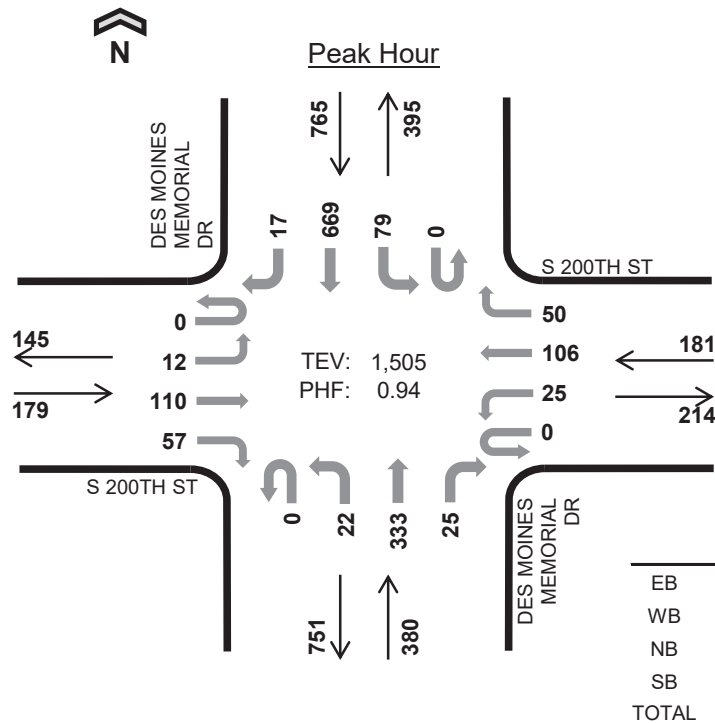 N
Peak Hour
765
395
DES MOINES
MEMORIAL
DR
17
669
79
0
S 200TH ST
0
50
145
12
TEV: 1,505
106
181
179
110
PHF: 0.94
25
214
57
0
S 200TH ST
0
22
333
25
DES MOINES
MEMORIAL
DR
751
380
EB
WB
NB
SB
TOTAL